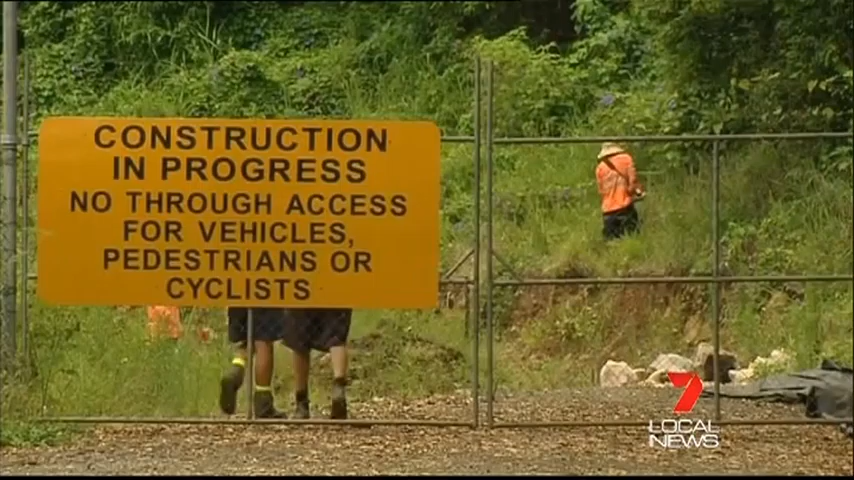 CONSTRUCTION
IN PROGRESS
NO THROUGH ACCESS
FOR VEHICLES,
PEDESTRIANS OR
CYCLISTS
7
LOCAL
NEWS